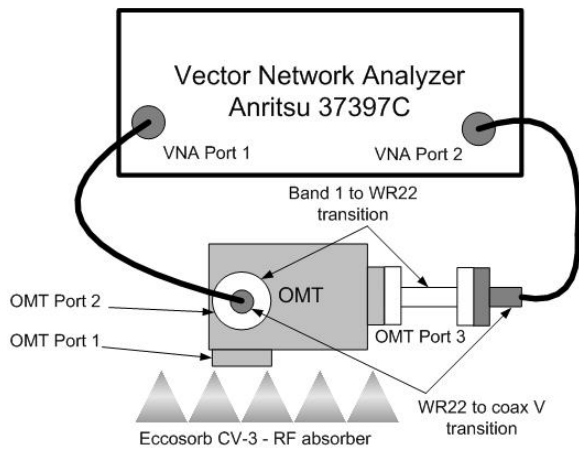 Vector Network Analyzer
Anritsu 37397C
VNA Port 1
VNA Port 2
Band 1 to WR22
transition
OMT Port 2
OMT
OMT Port 1
OMT Port 3
WR22 to coax V
transition
Eccosorb CV-3 - RF absorber